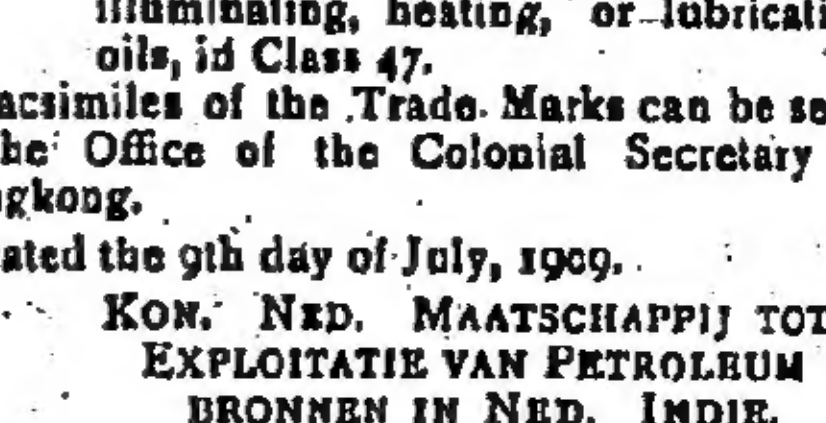 illuminating, heating, or lubricati
oils, in Class 47.
acsimiles of the Trade Marks can be se
he Office of the Colonial Secretary
ngkong.
ated the 9th day of July, 1909.
KON. NED. MAATSCHAPPIJ TOT
EXPLOITATIE VAN PETROLEUM
BRONNEN IN NED. INDIE.